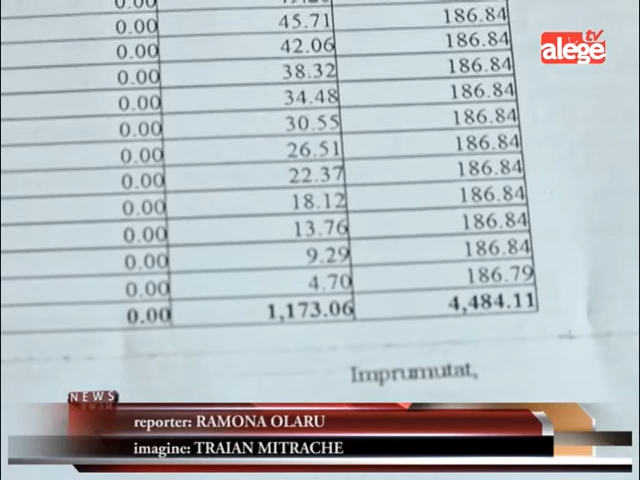 0.00
tv
alege
0.00 45.71 186.84
0.00 42.06 186.84
0.00 38.32 186.84
0.00 34.48 186.84
0.00 30.55 186.84
0.00 26.51 186.84
0.00 22.37 186.84
0.00 18.12 186.84
0.00 13.76 186.84
0.00 9.29 186.84
0.00 4.70 186.79
0.00 1,173.06 4,484.11
Imprumutat,
NEWS
reporter: RAMONA OLARU
imagine: TRAIAN MITRACHE